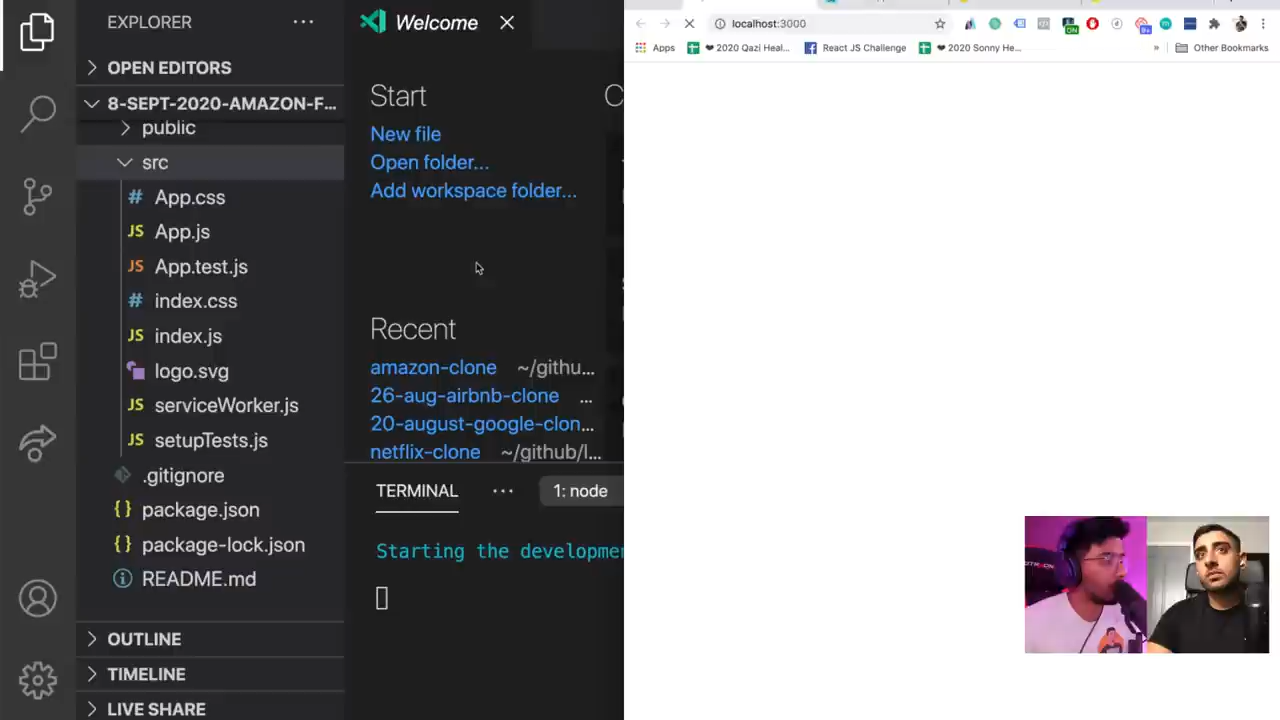 EXPLORER
OPEN EDITORS
8-SEPT-2020-AMAZON-F...
public
src
App.css
App.js
App.test.js
index.css
index.js
logo.svg
serviceWorker.js
setupTests.js
.gitignore
package.json
package-lock.json
README.md
OUTLINE
TIMELINE
LIVE SHARE
Welcome
Start
New file
Open folder...
Add workspace folder...
Recent
amazon-clone ~/githu...
26-aug-airbnb-clone ...
20-august-google-clon...
netflix-clone ~/github/l...
TERMINAL
1: node
Starting the developme
localhost:3000
Apps
❤ 2020 Qazi Heal...
React JS Challenge
❤ 2020 Sonny He...
»
Other Bookmarks
ON